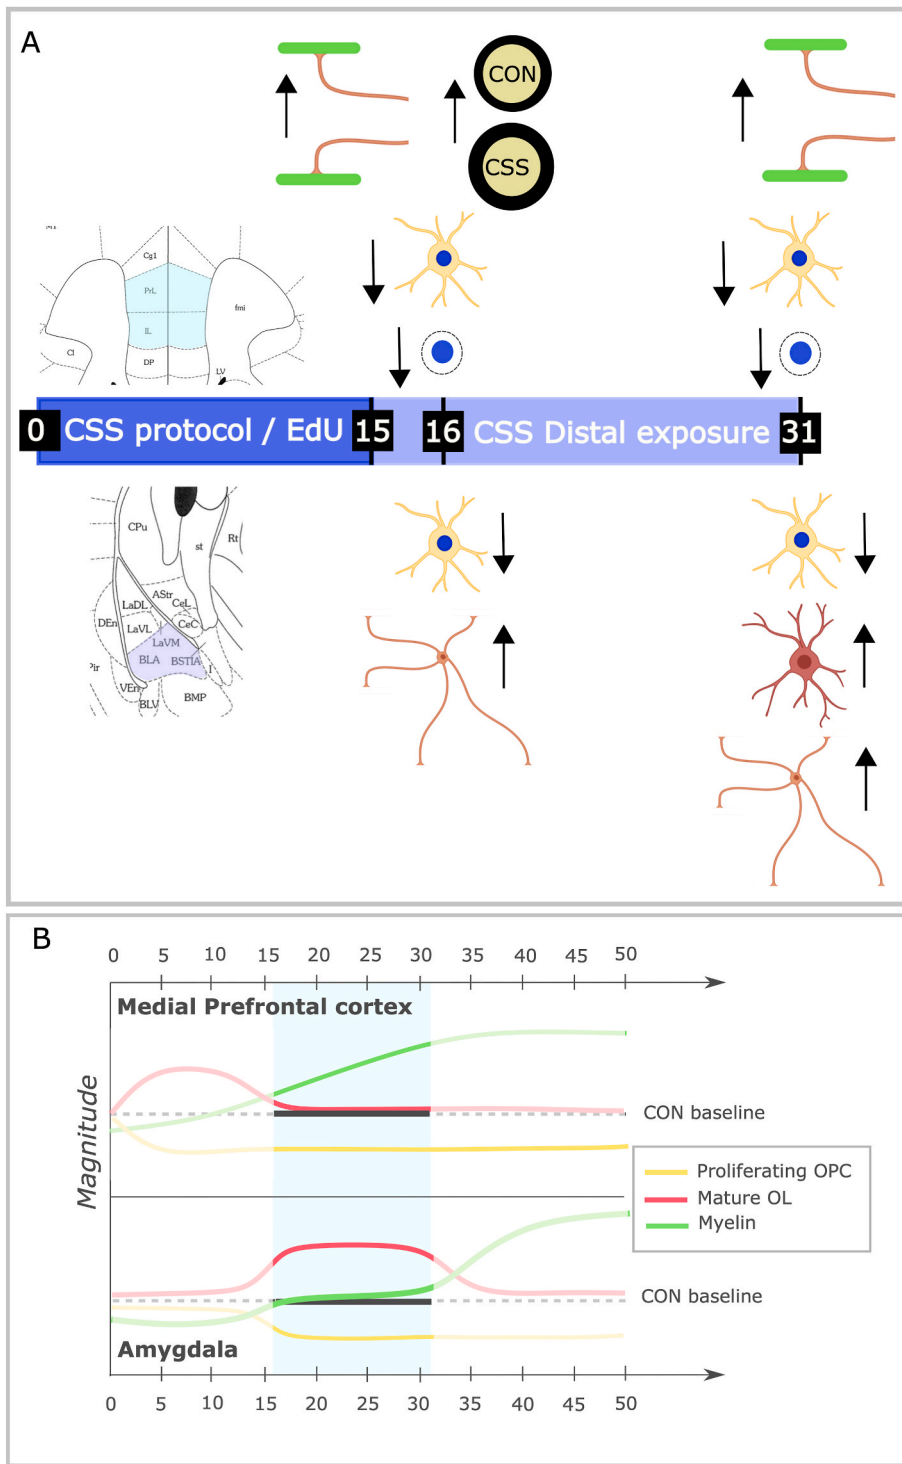 A
CON
CSS
Cg1
PrL
fmi
IL
Cl
DP
LV
0 CSS protocol / EdU 15 16 CSS Distal exposure 31
CPu
st
Rt
AStr
LaDL
CeL
DEn
LaVL
CeC
LaVM
BLA
BSTIA
I
VEn
BLV
BMP
B
0 5 10 15 20 25 30 35 40 45 50
Medial Prefrontal cortex
Magnitude
CON baseline
Proliferating OPC
Mature OL
Myelin
CON baseline
Amygdala
0 5 10 15 20 25 30 35 40 45 50